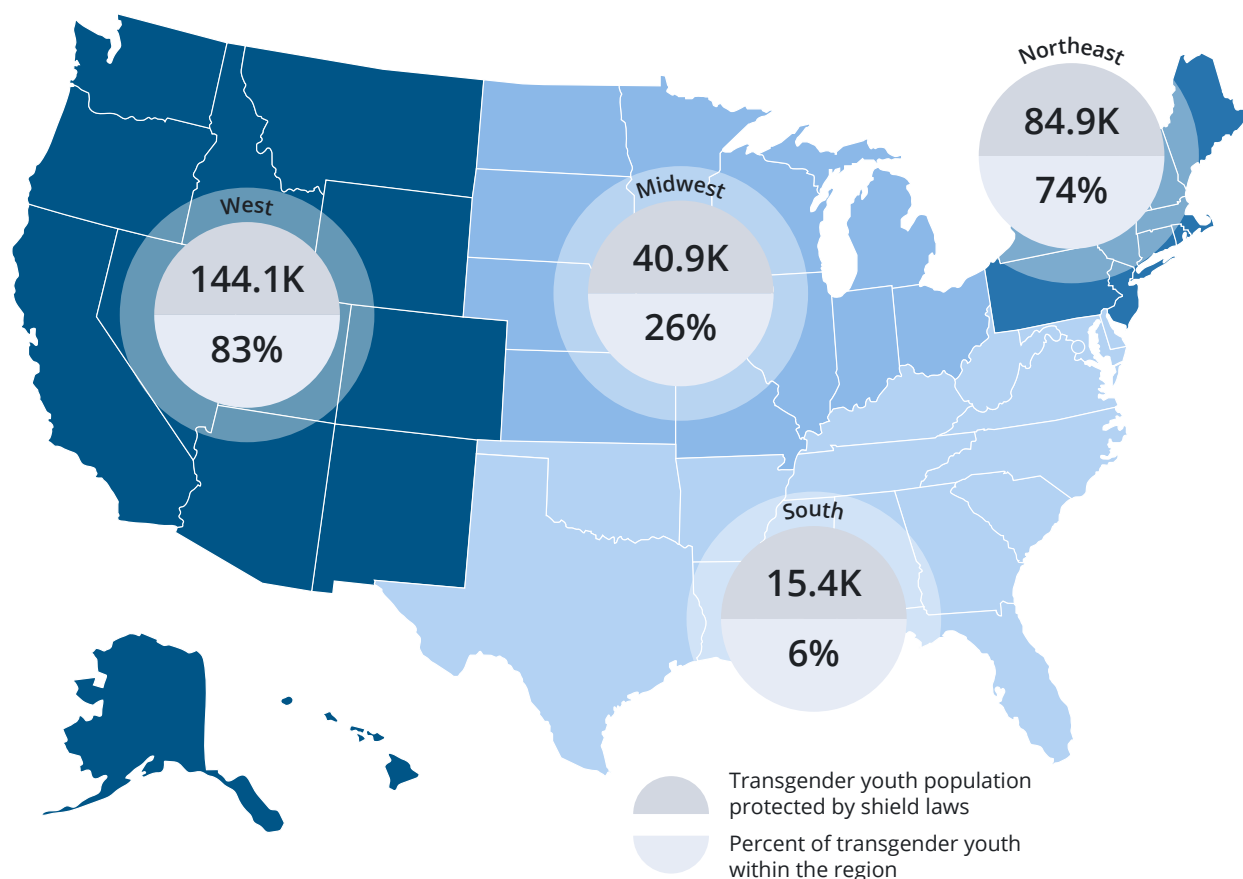 Northeast
84.9K
74%
Midwest
40.9K
26%
West
144.1K
83%
South
15.4K
6%
Transgender youth population
protected by shield laws
Percent of transgender youth
within the region